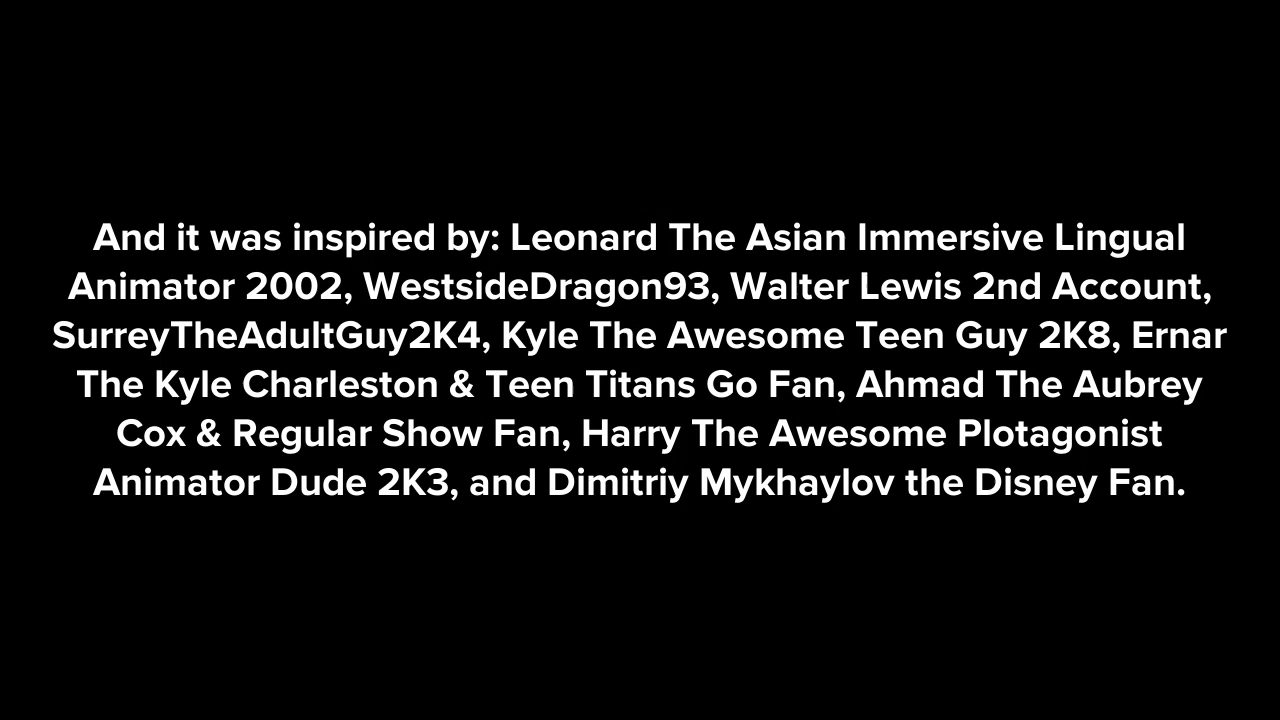 And it was inspired by: Leonard The Asian Immersive Lingual
Animator 2002, WestsideDragon93, Walter Lewis 2nd Account,
SurreyTheAdultGuy2K4, Kyle The Awesome Teen Guy 2K8, Ernar
The Kyle Charleston & Teen Titans Go Fan, Ahmad The Aubrey
Cox & Regular Show Fan, Harry The Awesome Plotagonist
Animator Dude 2K3, and Dimitriy Mykhaylov the Disney Fan.